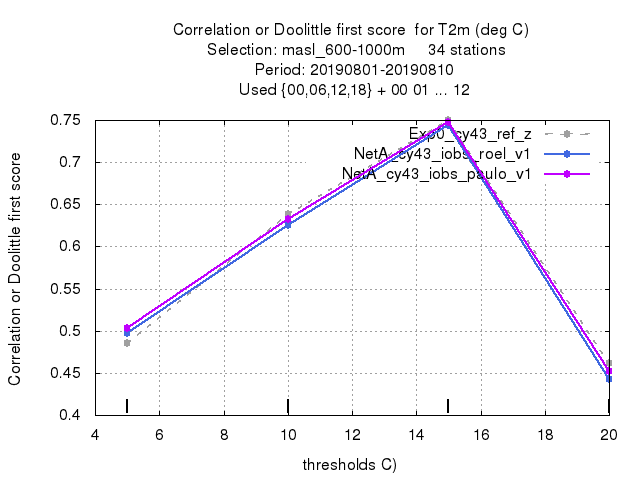 Correlation or Doolittle first score  for T2m (deg C)
Selection: masl_600-1000m     34 stations
Period: 20190801-20190810
Used {00,06,12,18} + 00 01 ... 12
Correlation or Doolittle first score
0.75
0.7
0.65
0.6
0.55
0.5
0.45
0.4
Exp0_cy43_ref_z
NetA_cy43_iobs_roel_v1
NetA_cy43_iobs_paulo_v1
4 6 8 10 12 14 16 18 20
thresholds C)